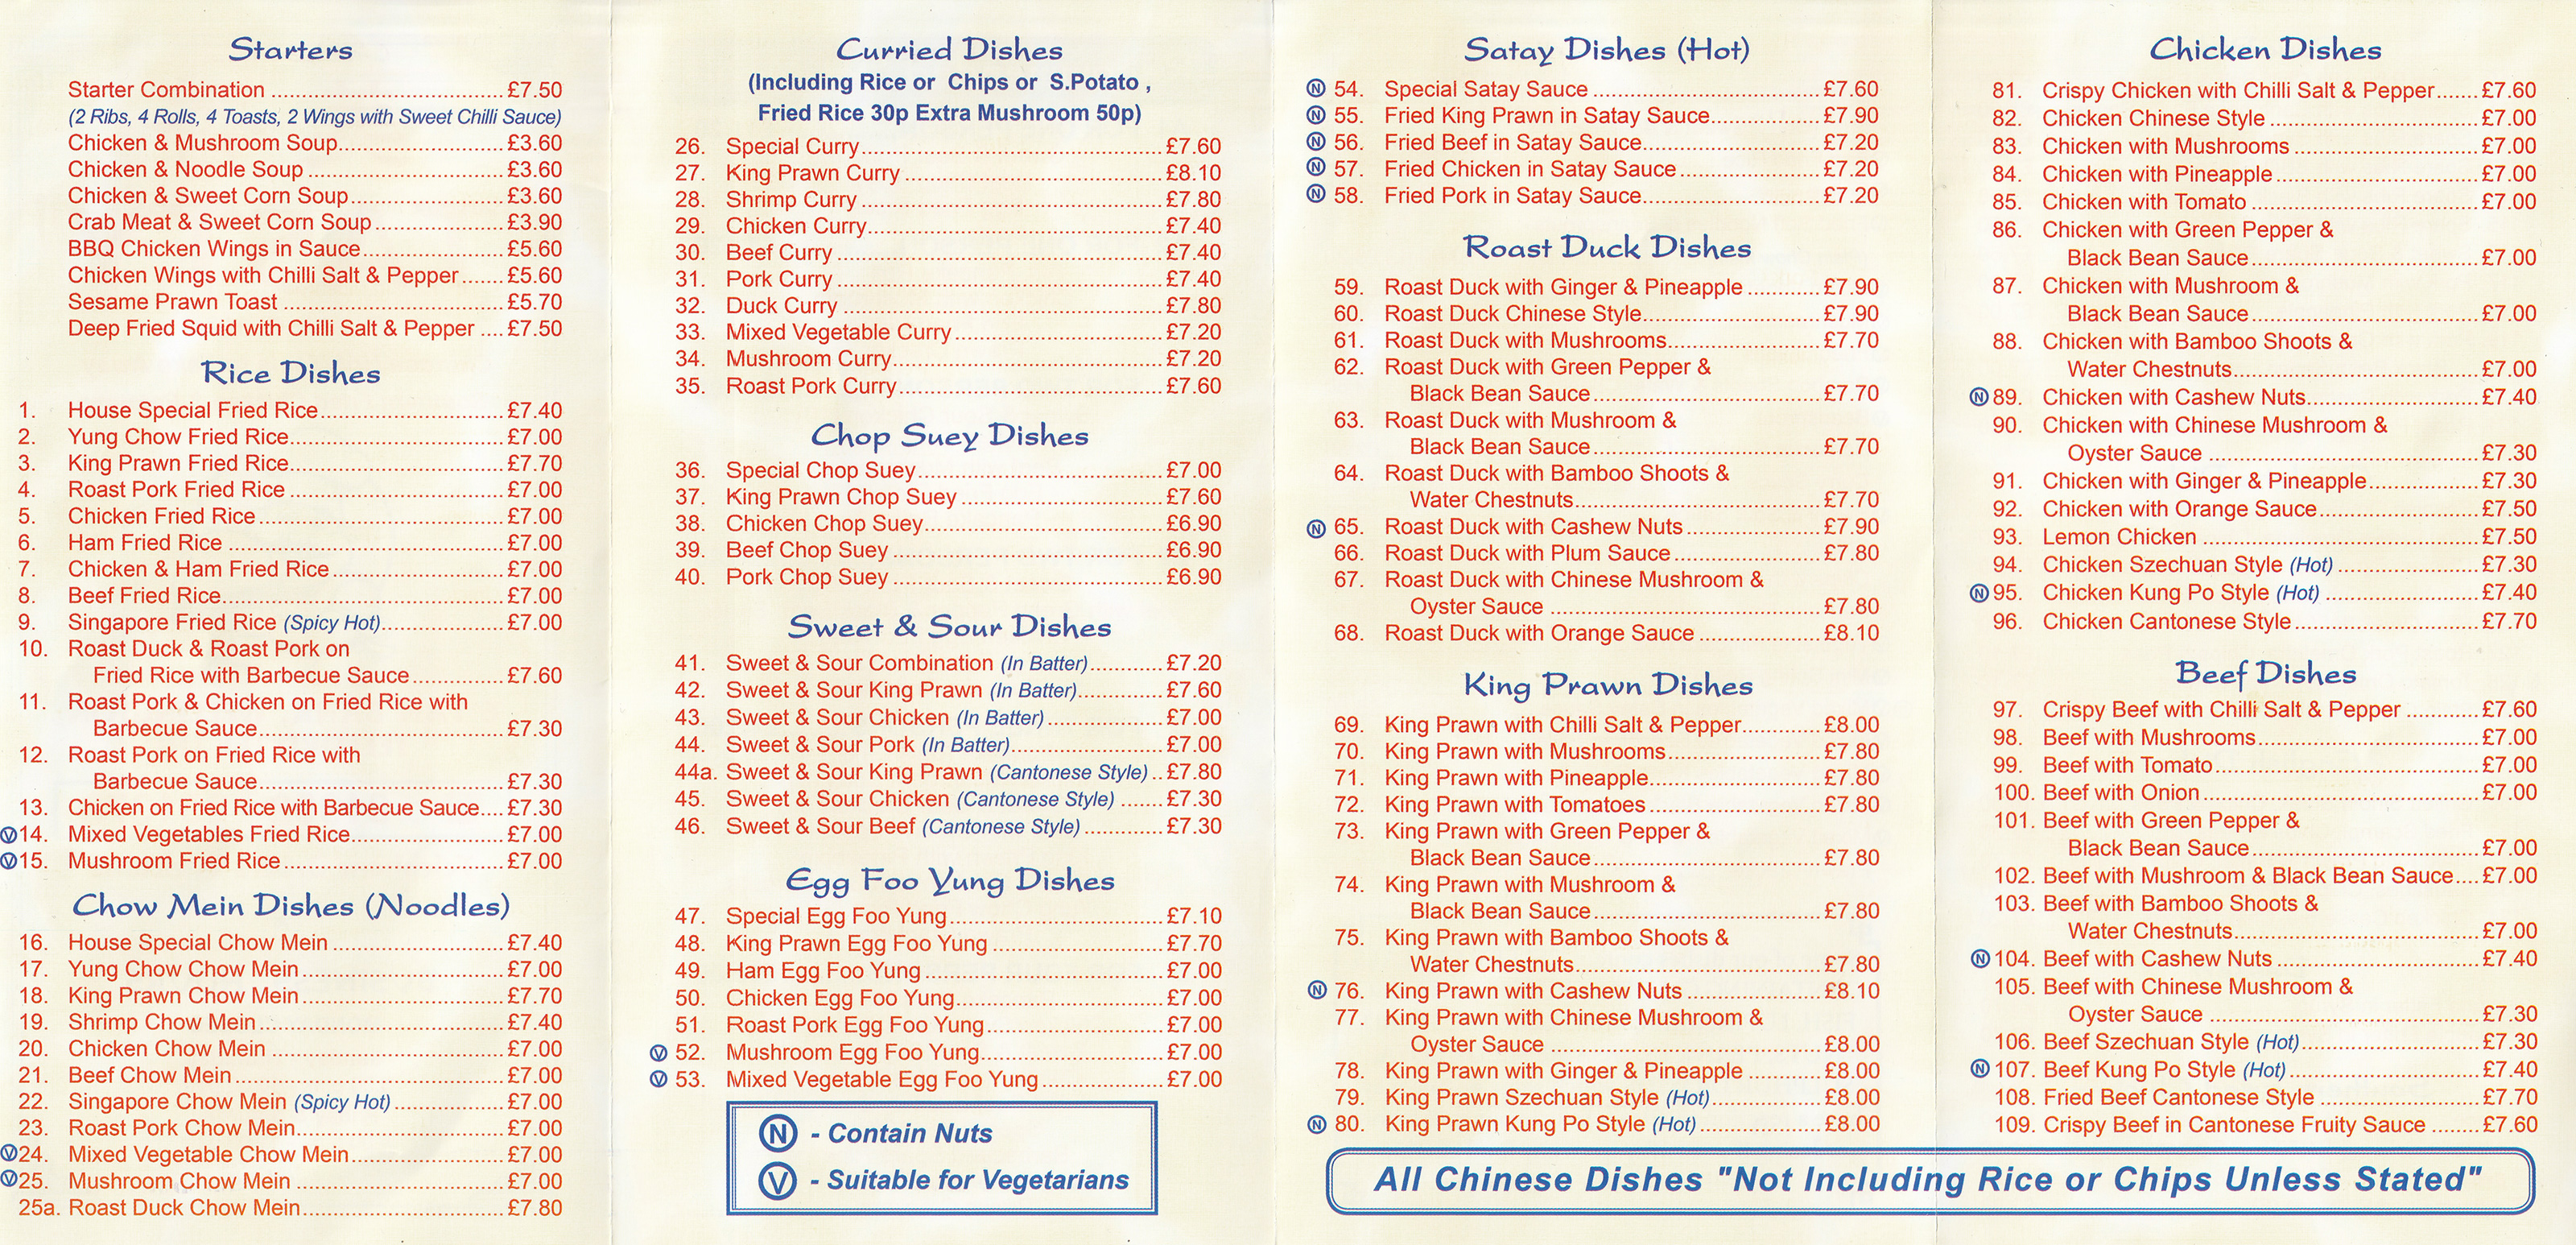 Starters
Starter Combination ................................ £7.50
(2 Ribs, 4 Rolls, 4 Toasts, 2 Wings with Sweet Chilli Sauce)
Chicken & Mushroom Soup....................... £3.60
Chicken & Noodle Soup ........................... £3.60
Chicken & Sweet Corn Soup..................... £3.60
Crab Meat & Sweet Corn Soup .................. £3.90
BBQ Chicken Wings in Sauce.................... £5.60
Chicken Wings with Chilli Salt & Pepper...... £5.60
Sesame Prawn Toast ............................... £5.70
Deep Fried Squid with Chilli Salt & Pepper .... £7.50
Rice Dishes
1. House Special Fried Rice......................... £7.40
2. Yung Chow Fried Rice............................. £7.00
3. King Prawn Fried Rice............................. £7.70
4. Roast Pork Fried Rice ............................. £7.00
5. Chicken Fried Rice.................................. £7.00
6. Ham Fried Rice ...................................... £7.00
7. Chicken & Ham Fried Rice........................ £7.00
8. Beef Fried Rice....................................... £7.00
9. Singapore Fried Rice (Spicy Hot)................ £7.00
10. Roast Duck & Roast Pork on
Fried Rice with Barbecue Sauce............. £7.60
11. Roast Pork & Chicken on Fried Rice with
Barbecue Sauce.................................. £7.30
12. Roast Pork on Fried Rice with
Barbecue Sauce.................................. £7.30
13. Chicken on Fried Rice with Barbecue Sauce.... £7.30
Ⓥ14. Mixed Vegetables Fried Rice..................... £7.00
Ⓥ15. Mushroom Fried Rice .............................. £7.00
Chow Mein Dishes (Noodles)
16. House Special Chow Mein ........................ £7.40
17. Yung Chow Chow Mein............................ £7.00
18. King Prawn Chow Mein ............................ £7.70
19. Shrimp Chow Mein.................................. £7.40
20. Chicken Chow Mein ................................ £7.00
21. Beef Chow Mein ..................................... £7.00
22. Singapore Chow Mein (Spicy Hot)............... £7.00
23. Roast Pork Chow Mein............................. £7.00
Ⓥ24. Mixed Vegetable Chow Mein..................... £7.00
Ⓥ25. Mushroom Chow Mein ............................. £7.00
25a. Roast Duck Chow Mein............................ £7.80
Curried Dishes
(Including Rice or Chips or S.Potato ,
Fried Rice 30p Extra Mushroom 50p)
26. Special Curry.......................................... £7.60
27. King Prawn Curry .................................... £8.10
28. Shrimp Curry .......................................... £7.80
29. Chicken Curry......................................... £7.40
30. Beef Curry ............................................. £7.40
31. Pork Curry ............................................. £7.40
32. Duck Curry ............................................ £7.80
33. Mixed Vegetable Curry............................. £7.20
34. Mushroom Curry..................................... £7.20
35. Roast Pork Curry.................................... £7.60
Chop Suey Dishes
36. Special Chop Suey.................................. £7.00
37. King Prawn Chop Suey ............................ £7.60
38. Chicken Chop Suey................................. £6.90
39. Beef Chop Suey ..................................... £6.90
40. Pork Chop Suey ..................................... £6.90
Sweet & Sour Dishes
41. Sweet & Sour Combination (In Batter).......... £7.20
42. Sweet & Sour King Prawn (In Batter)............ £7.60
43. Sweet & Sour Chicken (In Batter) ................ £7.00
44. Sweet & Sour Pork (In Batter)..................... £7.00
44a. Sweet & Sour King Prawn (Cantonese Style) .. £7.80
45. Sweet & Sour Chicken (Cantonese Style) ...... £7.30
46. Sweet & Sour Beef (Cantonese Style) ........... £7.30
Egg Foo Yung Dishes
47. Special Egg Foo Yung.............................. £7.10
48. King Prawn Egg Foo Yung ........................ £7.70
49. Ham Egg Foo Yung ................................. £7.00
50. Chicken Egg Foo Yung............................. £7.00
51. Roast Pork Egg Foo Yung......................... £7.00
Ⓥ 52. Mushroom Egg Foo Yung.......................... £7.00
Ⓥ 53. Mixed Vegetable Egg Foo Yung................. £7.00
Ⓝ - Contain Nuts
Ⓥ - Suitable for Vegetarians
Satay Dishes (Hot)
Ⓝ 54. Special Satay Sauce ................................ £7.60
Ⓝ 55. Fried King Prawn in Satay Sauce............... £7.90
Ⓝ 56. Fried Beef in Satay Sauce......................... £7.20
Ⓝ 57. Fried Chicken in Satay Sauce ................... £7.20
Ⓝ 58. Fried Pork in Satay Sauce......................... £7.20
Roast Duck Dishes
59. Roast Duck with Ginger & Pineapple .......... £7.90
60. Roast Duck Chinese Style......................... £7.90
61. Roast Duck with Mushrooms..................... £7.70
62. Roast Duck with Green Pepper &
Black Bean Sauce ................................ £7.70
63. Roast Duck with Mushroom &
Black Bean Sauce ................................ £7.70
64. Roast Duck with Bamboo Shoots &
Water Chestnuts................................... £7.70
Ⓝ 65. Roast Duck with Cashew Nuts .................. £7.90
66. Roast Duck with Plum Sauce .................... £7.80
67. Roast Duck with Chinese Mushroom &
Oyster Sauce ...................................... £7.80
68. Roast Duck with Orange Sauce ................. £8.10
King Prawn Dishes
69. King Prawn with Chilli Salt & Pepper........... £8.00
70. King Prawn with Mushrooms..................... £7.80
71. King Prawn with Pineapple........................ £7.80
72. King Prawn with Tomatoes ....................... £7.80
73. King Prawn with Green Pepper &
Black Bean Sauce ................................ £7.80
74. King Prawn with Mushroom &
Black Bean Sauce ................................ £7.80
75. King Prawn with Bamboo Shoots &
Water Chestnuts................................... £7.80
Ⓝ 76. King Prawn with Cashew Nuts .................. £8.10
77. King Prawn with Chinese Mushroom &
Oyster Sauce ...................................... £8.00
78. King Prawn with Ginger & Pineapple .......... £8.00
79. King Prawn Szechuan Style (Hot)............... £8.00
Ⓝ 80. King Prawn Kung Po Style (Hot)................. £8.00
Chicken Dishes
81. Crispy Chicken with Chilli Salt & Pepper...... £7.60
82. Chicken Chinese Style ............................. £7.00
83. Chicken with Mushrooms ......................... £7.00
84. Chicken with Pineapple............................ £7.00
85. Chicken with Tomato ............................... £7.00
86. Chicken with Green Pepper &
Black Bean Sauce................................ £7.00
87. Chicken with Mushroom &
Black Bean Sauce................................ £7.00
88. Chicken with Bamboo Shoots &
Water Chestnuts................................... £7.00
Ⓝ89. Chicken with Cashew Nuts........................ £7.40
90. Chicken with Chinese Mushroom &
Oyster Sauce ...................................... £7.30
91. Chicken with Ginger & Pineapple............... £7.30
92. Chicken with Orange Sauce...................... £7.50
93. Lemon Chicken ...................................... £7.50
94. Chicken Szechuan Style (Hot) ................... £7.30
Ⓝ95. Chicken Kung Po Style (Hot) ..................... £7.40
96. Chicken Cantonese Style.......................... £7.70
Beef Dishes
97. Crispy Beef with Chilli Salt & Pepper .......... £7.60
98. Beef with Mushrooms.............................. £7.00
99. Beef with Tomato.................................... £7.00
100. Beef with Onion ...................................... £7.00
101. Beef with Green Pepper &
Black Bean Sauce................................ £7.00
102. Beef with Mushroom & Black Bean Sauce.... £7.00
103. Beef with Bamboo Shoots &
Water Chestnuts................................... £7.00
Ⓝ104. Beef with Cashew Nuts ............................ £7.40
105. Beef with Chinese Mushroom &
Oyster Sauce ...................................... £7.30
106. Beef Szechuan Style (Hot)........................ £7.30
Ⓝ107. Beef Kung Po Style (Hot).......................... £7.40
108. Fried Beef Cantonese Style ...................... £7.70
109. Crispy Beef in Cantonese Fruity Sauce ....... £7.60
All Chinese Dishes "Not Including Rice or Chips Unless Stated"